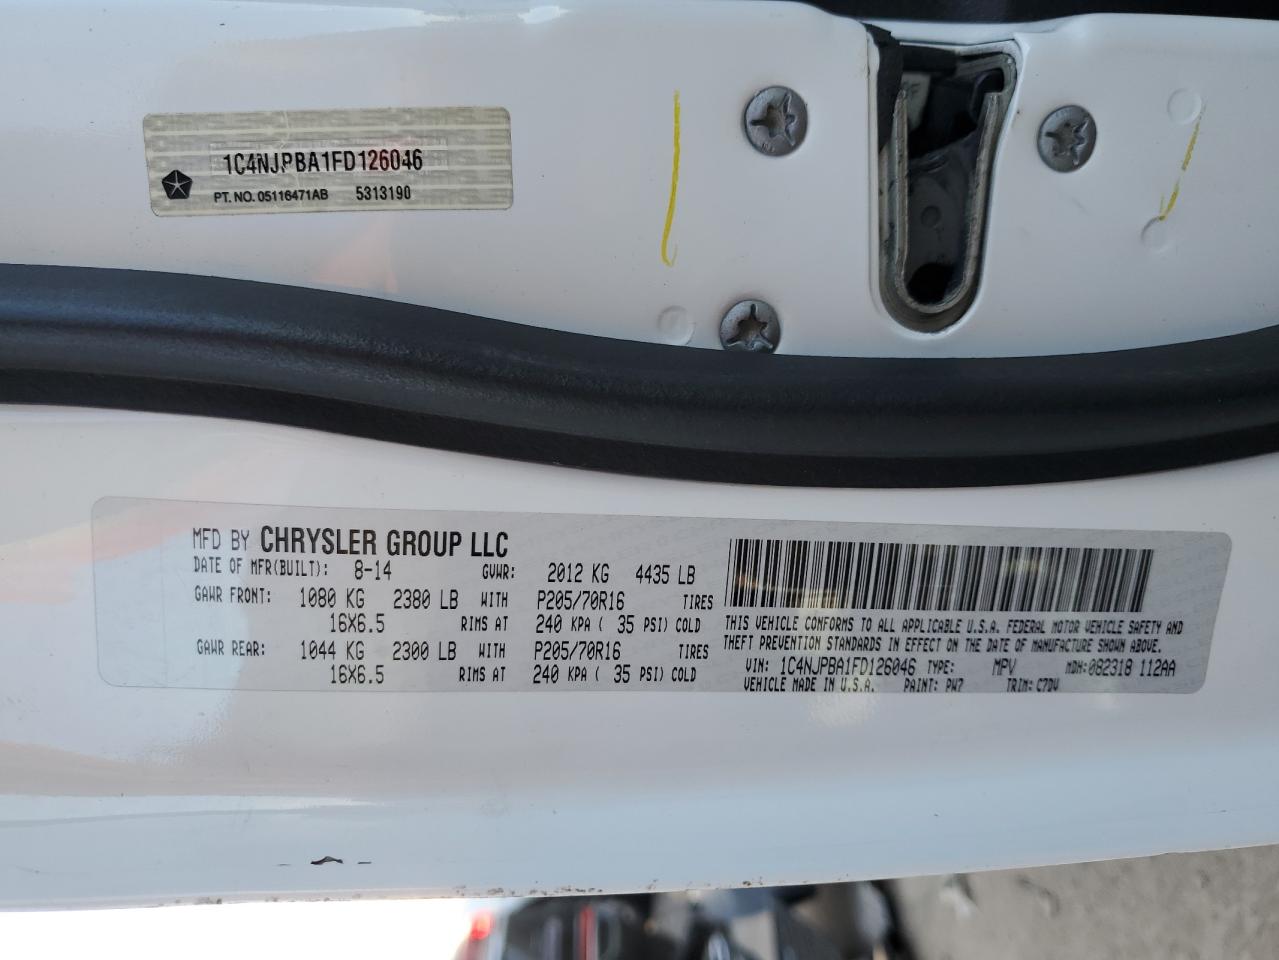 1C4NJPBA1FD126046
PT. NO. 05116471AB 5313190
MFD BY CHRYSLER GROUP LLC
DATE OF MFR(BUILT): 8-14 GVWR: 2012 KG 4435 LB
GAWR FRONT: 1080 KG 2380 LB WITH P205/70R16 TIRES
16X6.5 RIMS AT 240 KPA ( 35 PSI) COLD
GAWR REAR: 1044 KG 2300 LB WITH P205/70R16 TIRES
16X6.5 RIMS AT 240 KPA ( 35 PSI) COLD
THIS VEHICLE CONFORMS TO ALL APPLICABLE U.S.A. FEDERAL MOTOR VEHICLE SAFETY AND
THEFT PREVENTION STANDARDS IN EFFECT ON THE DATE OF MANUFACTURE SHOWN ABOVE.
VIN: 1C4NJPBA1FD126046 TYPE: MPV MDH: 082318 112AA
VEHICLE MADE IN U.S.A. PAINT: PW7 TRIM: C7DV